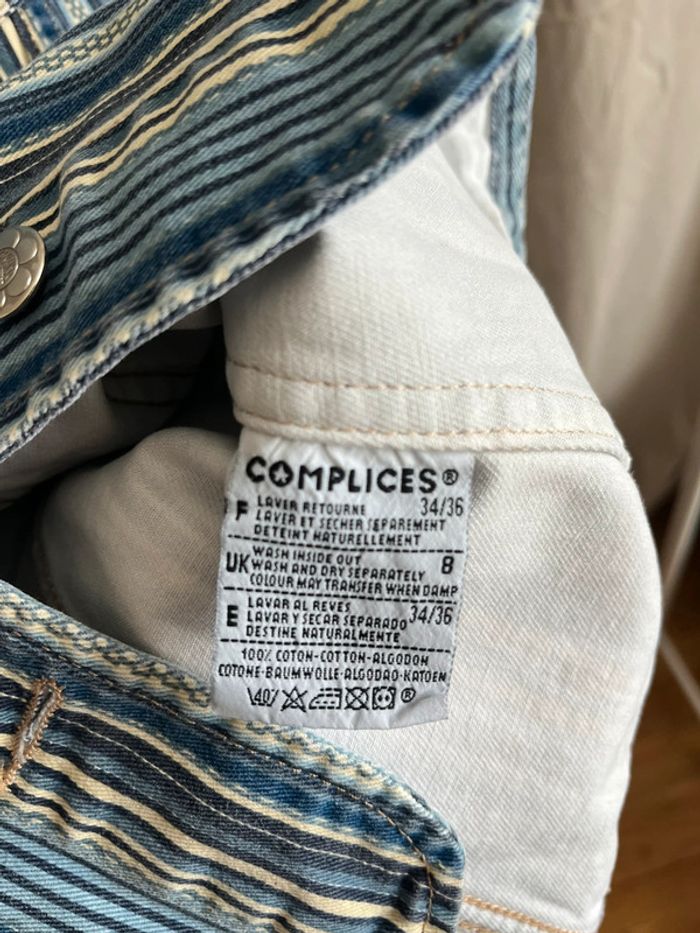 COMPLICES®
F LAVER RETOURNE 34/36
LAVER ET SECHER SEPAREMENT
DETEINT NATURELLEMENT
UK WASH INSIDE OUT 8
WASH AND DRY SEPARATELY
COLOUR MAY TRANSFER WHEN DAMP
E LAVAR AL REVES 34/36
LAVAR Y SECAR SEPARADO
DESTINE NATURALMENTE
100% COTON-COTTON-ALGODON
COTONE-BAUMWOLLE-ALGODAO-KATOEN
40 ®